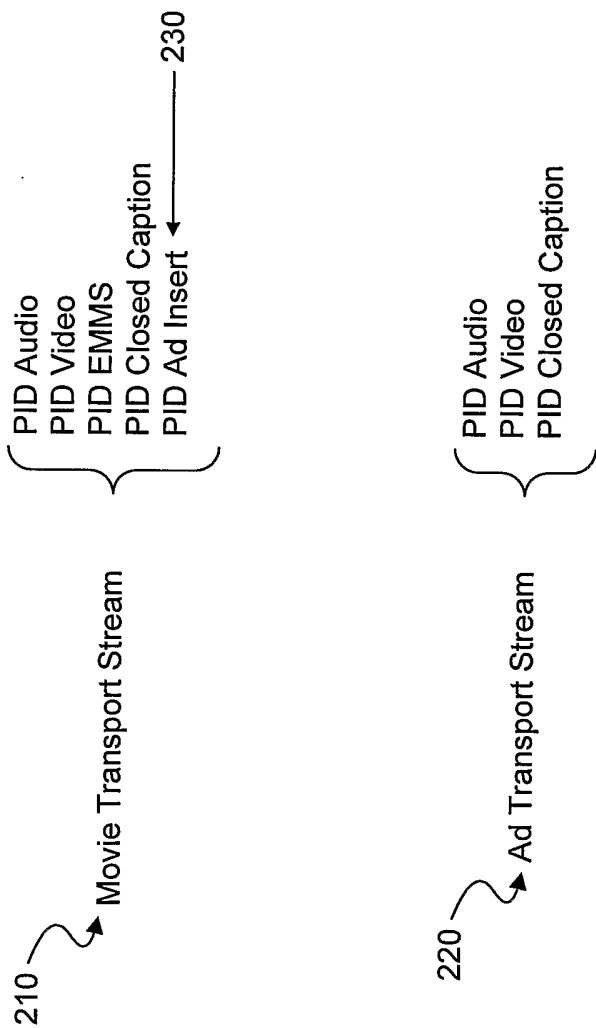 210
Movie Transport Stream
PID Audio
PID Video
PID EMMS
PID Closed Caption
PID Ad Insert
230
220
Ad Transport Stream
PID Audio
PID Video
PID Closed Caption